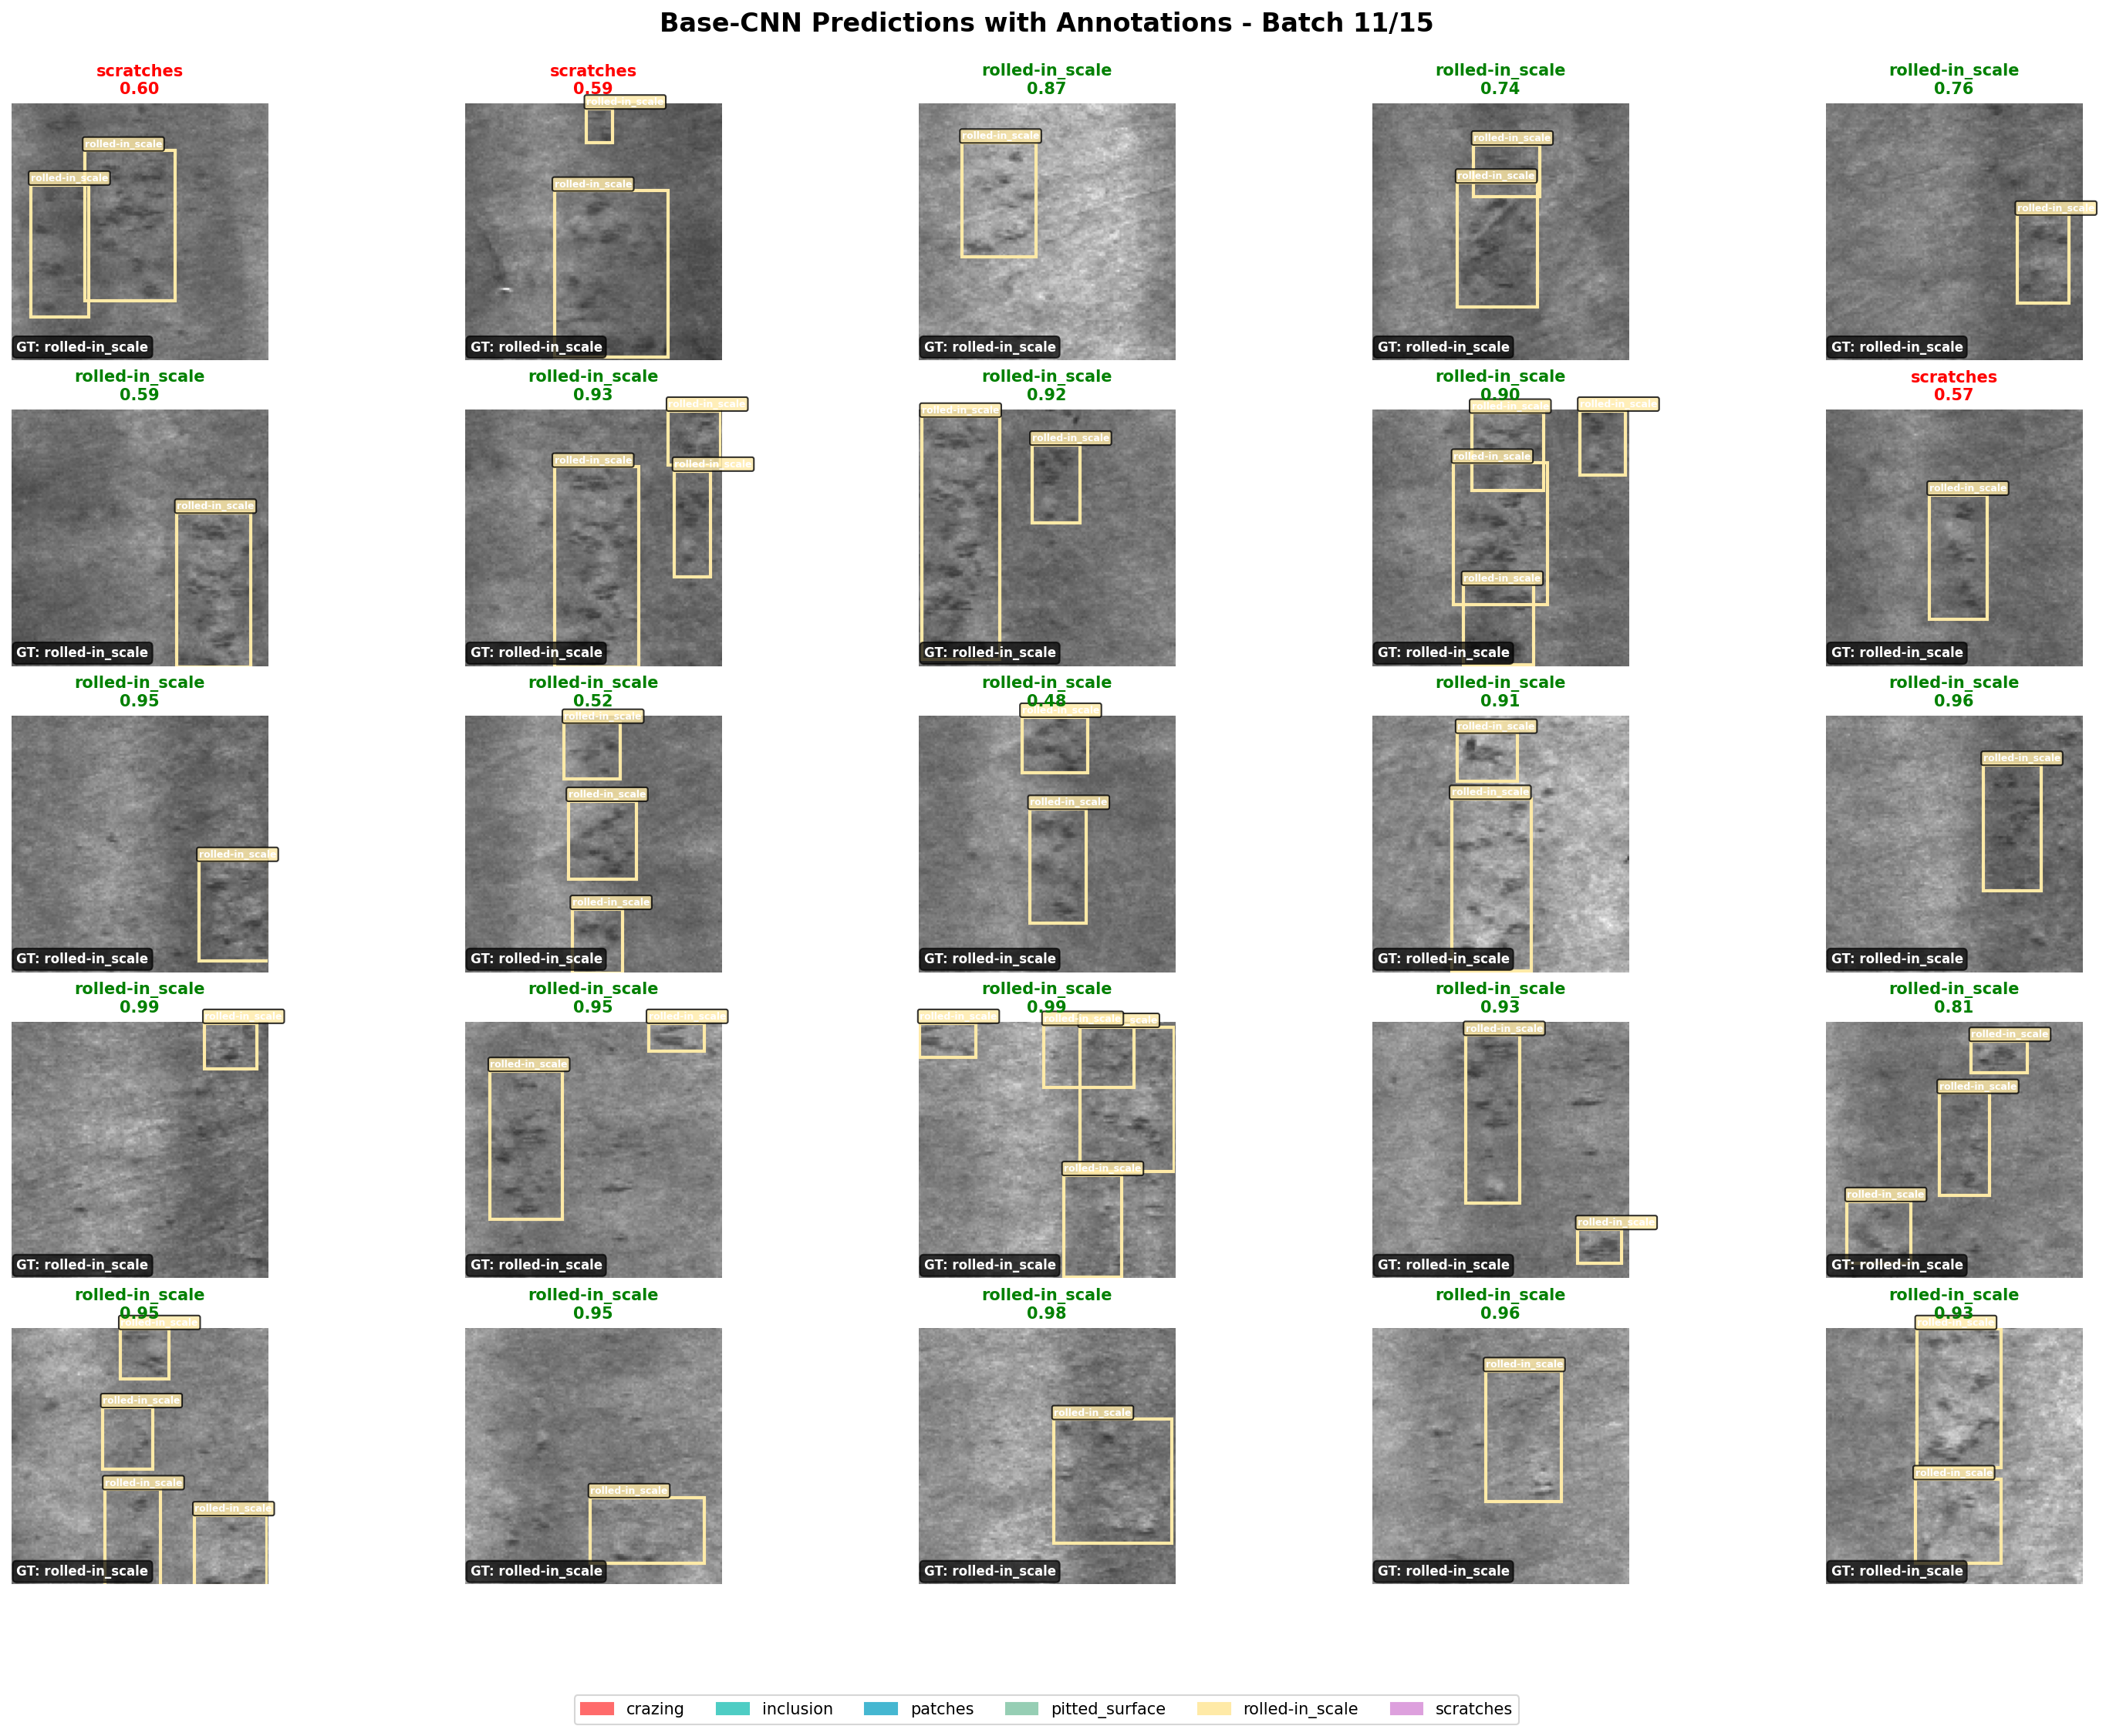 Base-CNN Predictions with Annotations - Batch 11/15
scratches
0.60
scratches
0.59
rolled-in_scale
0.87
rolled-in_scale
0.74
rolled-in_scale
0.76
rolled-in_scale
rolled-in_scale
rolled-in_scale
rolled-in_scale
rolled-in_scale
rolled-in_scale
rolled-in_scale
rolled-in_scale
GT: rolled-in_scale
GT: rolled-in_scale
GT: rolled-in_scale
GT: rolled-in_scale
GT: rolled-in_scale
rolled-in_scale
0.59
rolled-in_scale
0.93
rolled-in_scale
0.92
rolled-in_scale
0.90
scratches
0.57
rolled-in_scale
rolled-in_scale
rolled-in_scale
rolled-in_scale
rolled-in_scale
rolled-in_scale
rolled-in_scale
rolled-in_scale
rolled-in_scale
rolled-in_scale
rolled-in_scale
GT: rolled-in_scale
GT: rolled-in_scale
GT: rolled-in_scale
GT: rolled-in_scale
GT: rolled-in_scale
rolled-in_scale
0.95
rolled-in_scale
0.52
rolled-in_scale
0.48
rolled-in_scale
0.91
rolled-in_scale
0.96
rolled-in_scale
rolled-in_scale
rolled-in_scale
rolled-in_scale
rolled-in_scale
rolled-in_scale
rolled-in_scale
rolled-in_scale
rolled-in_scale
GT: rolled-in_scale
GT: rolled-in_scale
GT: rolled-in_scale
GT: rolled-in_scale
GT: rolled-in_scale
rolled-in_scale
0.99
rolled-in_scale
0.95
rolled-in_scale
0.99
rolled-in_scale
0.93
rolled-in_scale
0.81
rolled-in_scale
rolled-in_scale
rolled-in_scale
rolled-in_scale
rolled-in_scale
rolled-in_scale
rolled-in_scale
rolled-in_scale
rolled-in_scale
rolled-in_scale
rolled-in_scale
rolled-in_scale
GT: rolled-in_scale
GT: rolled-in_scale
GT: rolled-in_scale
GT: rolled-in_scale
GT: rolled-in_scale
rolled-in_scale
0.95
rolled-in_scale
0.95
rolled-in_scale
0.98
rolled-in_scale
0.96
rolled-in_scale
0.93
rolled-in_scale
rolled-in_scale
rolled-in_scale
rolled-in_scale
rolled-in_scale
rolled-in_scale
rolled-in_scale
rolled-in_scale
rolled-in_scale
GT: rolled-in_scale
GT: rolled-in_scale
GT: rolled-in_scale
GT: rolled-in_scale
GT: rolled-in_scale
crazing
inclusion
patches
pitted_surface
rolled-in_scale
scratches